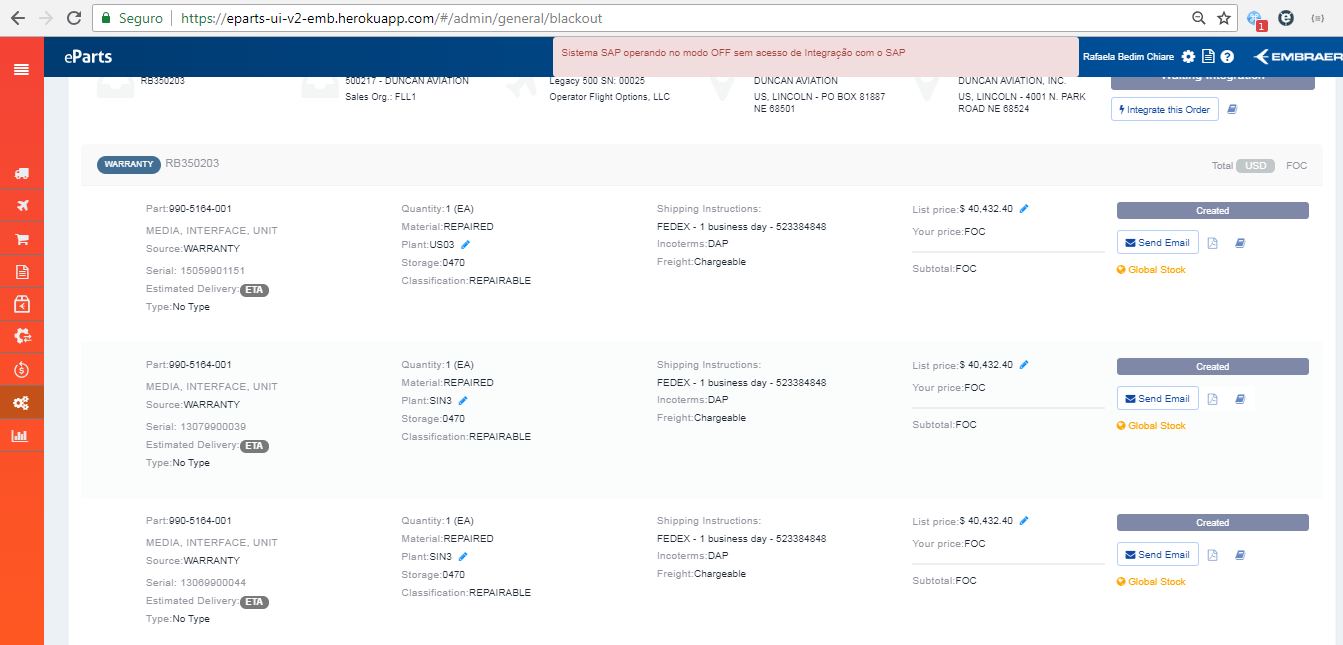 Seguro
https://eparts-ui-v2-emb.herokuapp.com/#/admin/general/blackout
1
eParts
Sistema SAP operando no modo OFF sem acesso de Integração com o SAP
Rafaela Bedim Chiare
EMBRAER
RB350203
500217 - DUNCAN AVIATION
Sales Org.: FLL1
Legacy 500 SN: 00025
Operator Flight Options, LLC
DUNCAN AVIATION
US, LINCOLN - PO BOX 81887
NE 68501
DUNCAN AVIATION, INC.
US, LINCOLN - 4001 N. PARK
ROAD NE 68524
Waiting Integration
Integrate this Order
WARRANTY RB350203
Total USD FOC
Part:990-5164-001
MEDIA, INTERFACE, UNIT
Source:WARRANTY
Serial: 15059901151
Estimated Delivery:ETA
Type:No Type
Quantity:1 (EA)
Material:REPAIRED
Plant:US03
Storage:0470
Classification:REPAIRABLE
Shipping Instructions:
FEDEX - 1 business day - 523384848
Incoterms:DAP
Freight:Chargeable
List price:$ 40,432.40
Your price:FOC
Subtotal:FOC
Created
Send Email
Global Stock
Part:990-5164-001
MEDIA, INTERFACE, UNIT
Source:WARRANTY
Serial: 13079900039
Estimated Delivery:ETA
Type:No Type
Quantity:1 (EA)
Material:REPAIRED
Plant:SIN3
Storage:0470
Classification:REPAIRABLE
Shipping Instructions:
FEDEX - 1 business day - 523384848
Incoterms:DAP
Freight:Chargeable
List price:$ 40,432.40
Your price:FOC
Subtotal:FOC
Created
Send Email
Global Stock
Part:990-5164-001
MEDIA, INTERFACE, UNIT
Source:WARRANTY
Serial: 13069900044
Estimated Delivery:ETA
Type:No Type
Quantity:1 (EA)
Material:REPAIRED
Plant:SIN3
Storage:0470
Classification:REPAIRABLE
Shipping Instructions:
FEDEX - 1 business day - 523384848
Incoterms:DAP
Freight:Chargeable
List price:$ 40,432.40
Your price:FOC
Subtotal:FOC
Created
Send Email
Global Stock